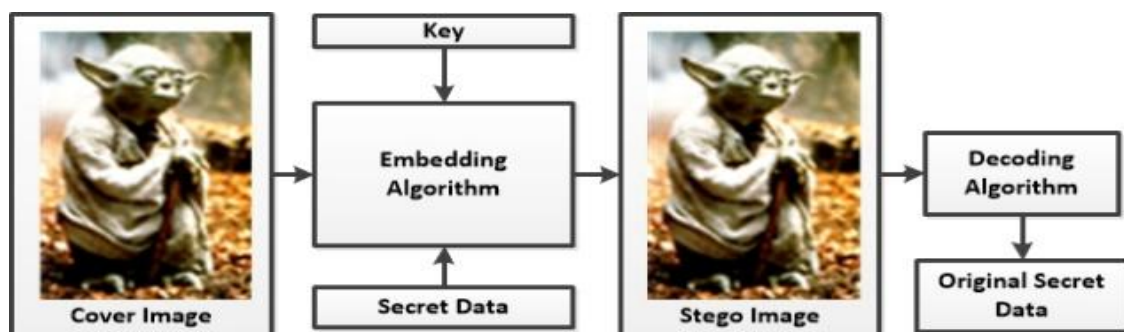 Key
Embedding
Algorithm
Secret Data
Cover Image
Stego Image
Decoding
Algorithm
Original Secret
Data